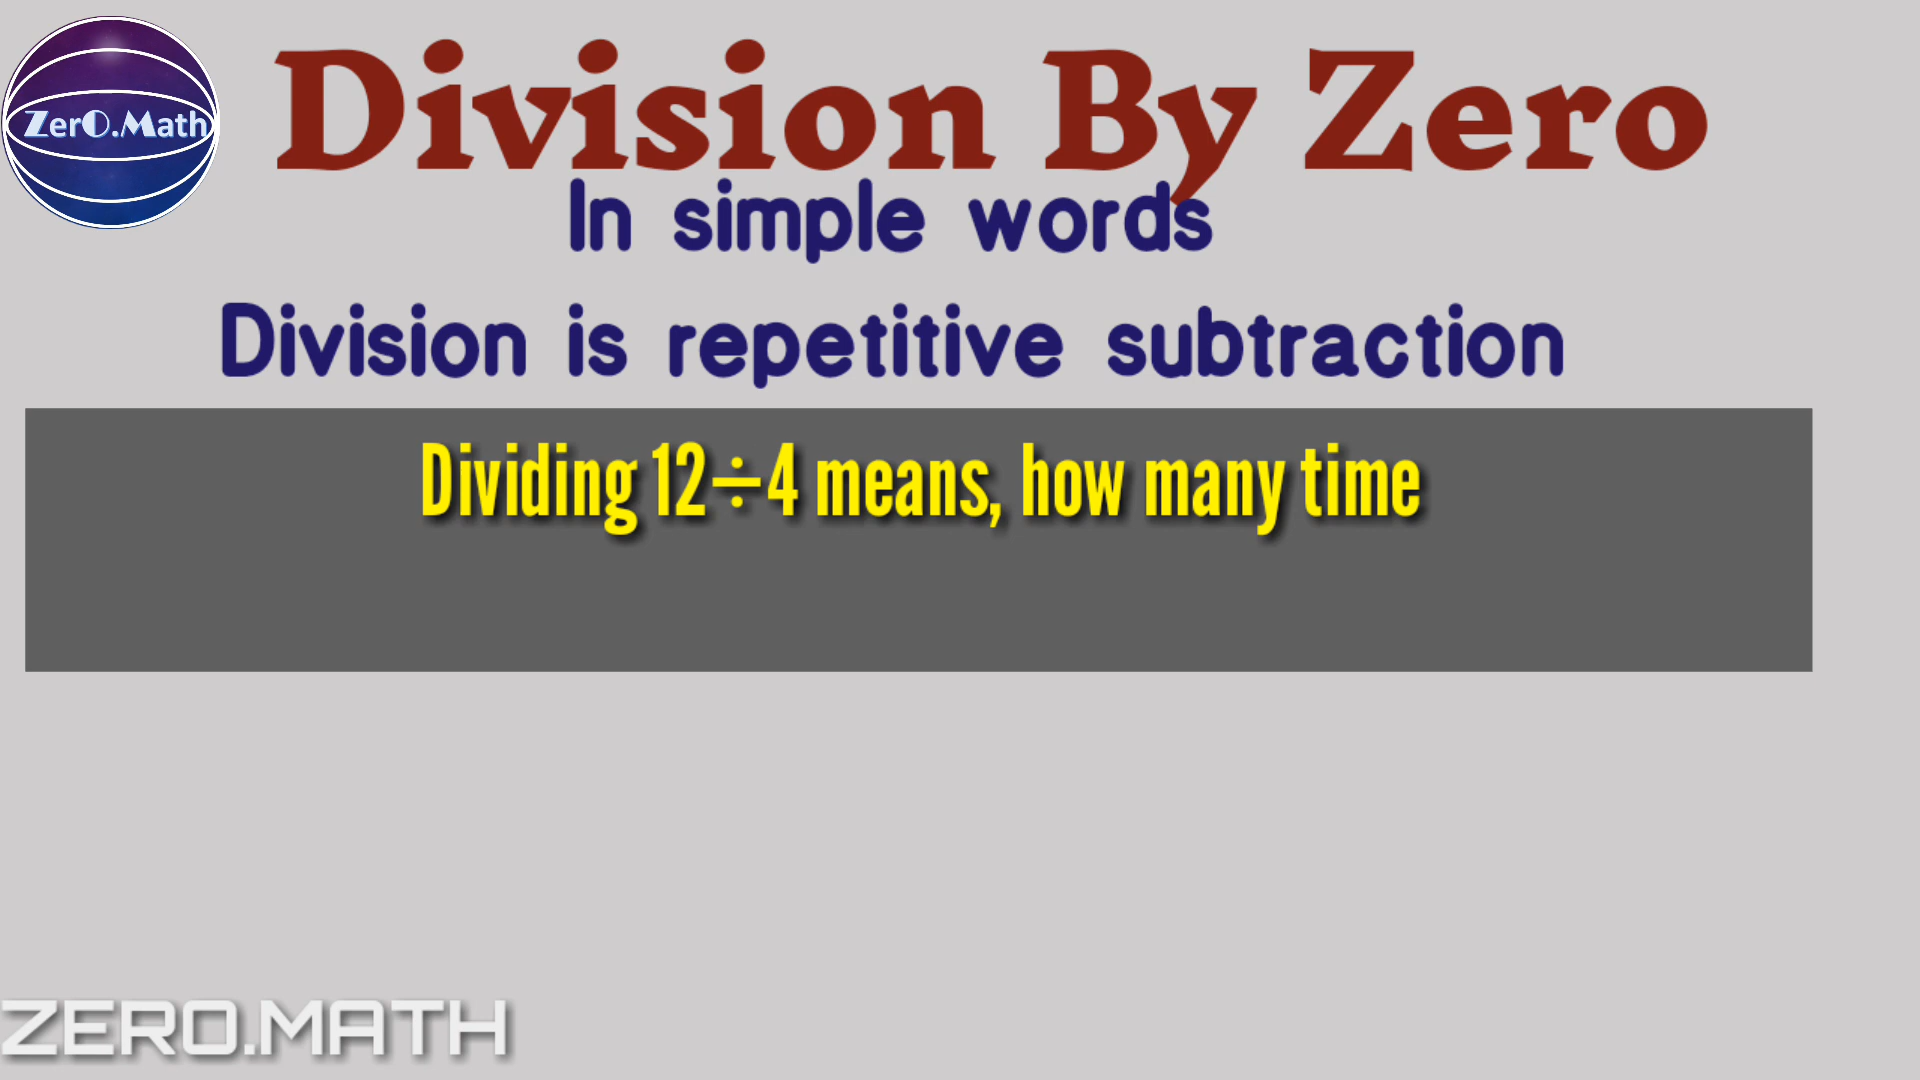 ZerO.Math
Division By Zero
In simple words
Division is repetitive subtraction
Dividing 12÷4 means, how many time
ZERO.MATH